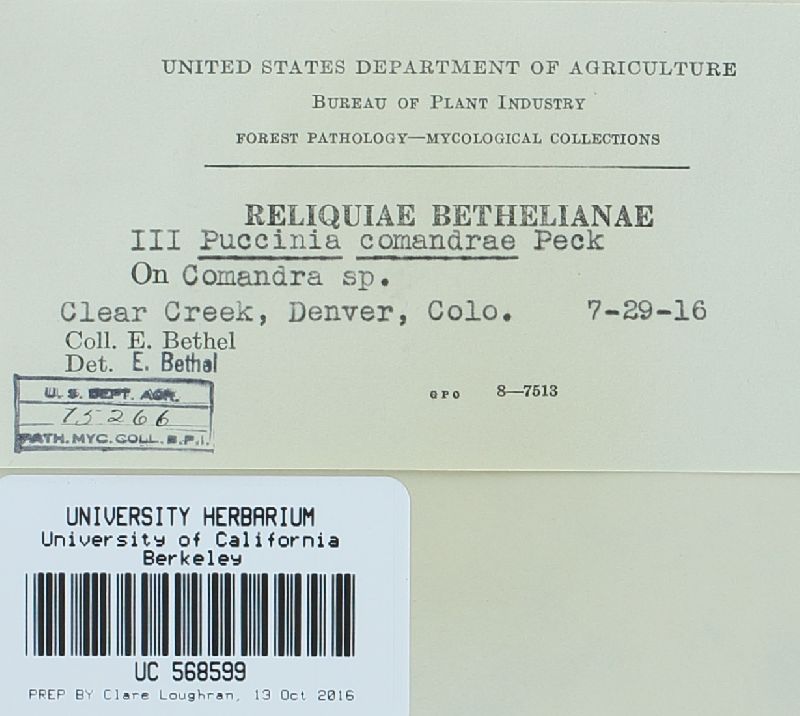 UNITED STATES DEPARTMENT OF AGRICULTURE
BUREAU OF PLANT INDUSTRY
FOREST PATHOLOGY—MYCOLOGICAL COLLECTIONS
RELIQUIAE BETHELIANAE
III Puccinia comandrae Peck
On Comandra sp.
Clear Creek, Denver, Colo. 7-29-16
Coll. E. Bethel
Det. E. Bethel
U. S. DEPT. AGR.
75266
PATH. MYC. COLL. B.P.I.
GPO 8—7513
UNIVERSITY HERBARIUM
University of California
Berkeley
UC 568599
PREP BY Clare Loughran, 13 Oct 2016